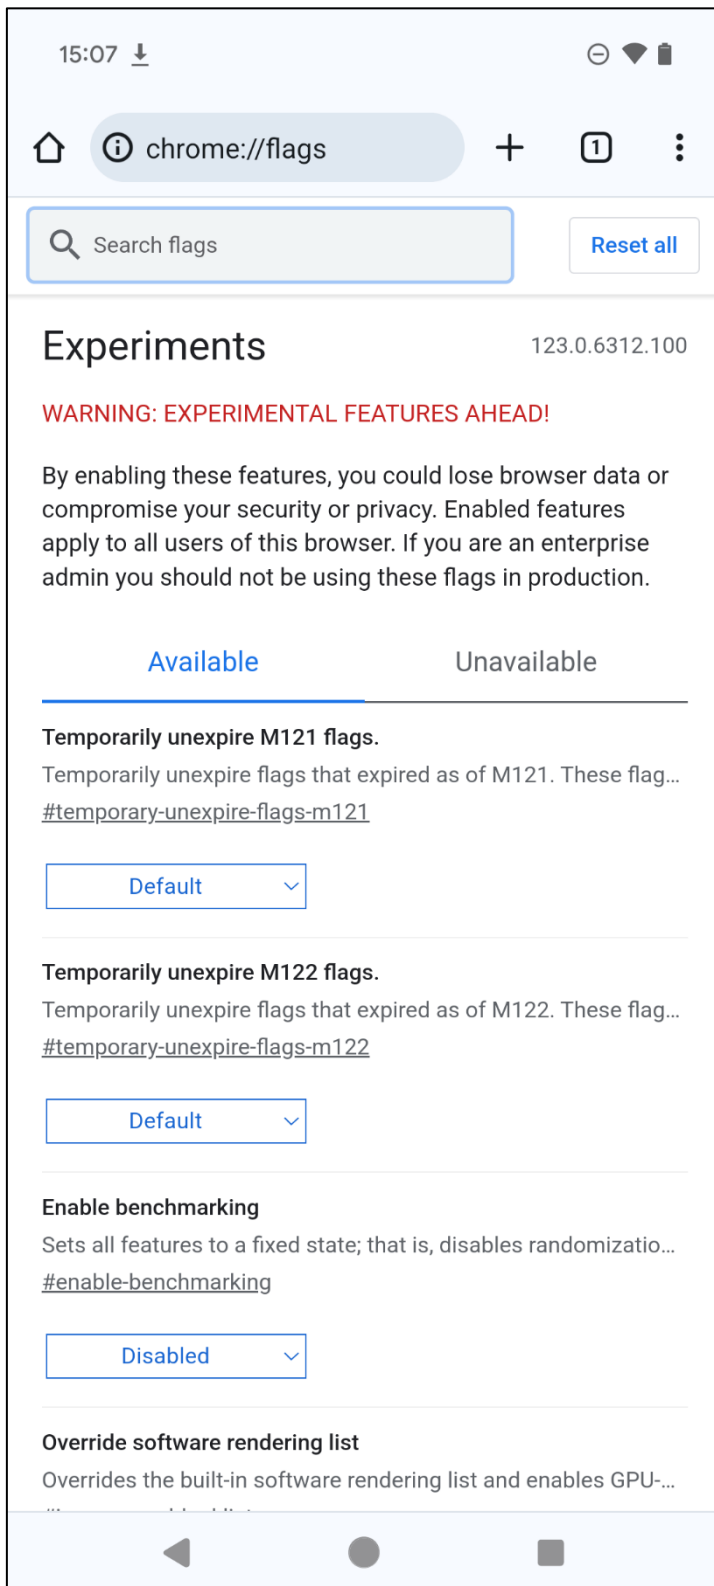 15:07
chrome://flags
1
Search flags
Reset all
Experiments
123.0.6312.100
WARNING: EXPERIMENTAL FEATURES AHEAD!
By enabling these features, you could lose browser data or
compromise your security or privacy. Enabled features
apply to all users of this browser. If you are an enterprise
admin you should not be using these flags in production.
Available
Unavailable
Temporarily unexpire M121 flags.
Temporarily unexpire flags that expired as of M121. These flag...
#temporary-unexpire-flags-m121
Default
Temporarily unexpire M122 flags.
Temporarily unexpire flags that expired as of M122. These flag...
#temporary-unexpire-flags-m122
Default
Enable benchmarking
Sets all features to a fixed state; that is, disables randomizatio...
#enable-benchmarking
Disabled
Override software rendering list
Overrides the built-in software rendering list and enables GPU-...